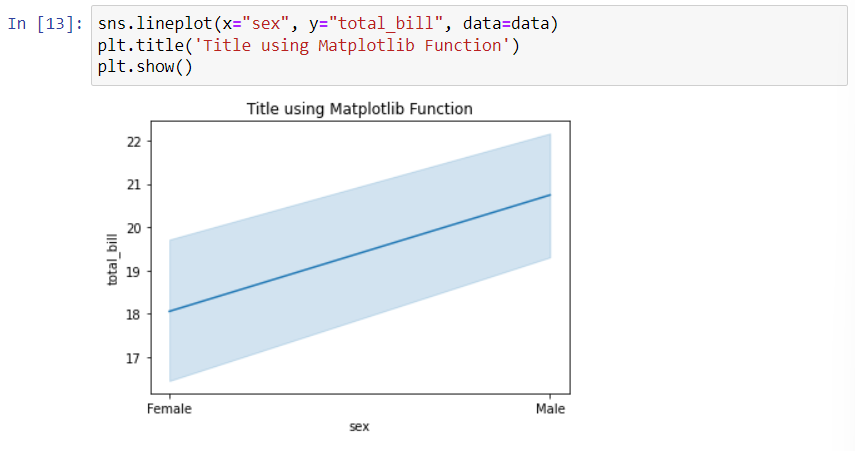 In [13]: sns.lineplot(x="sex", y="total_bill", data=data)
plt.title('Title using Matplotlib Function')
plt.show()
Title using Matplotlib Function
22
21
20
19
18
17
total_bill
Female Male
sex